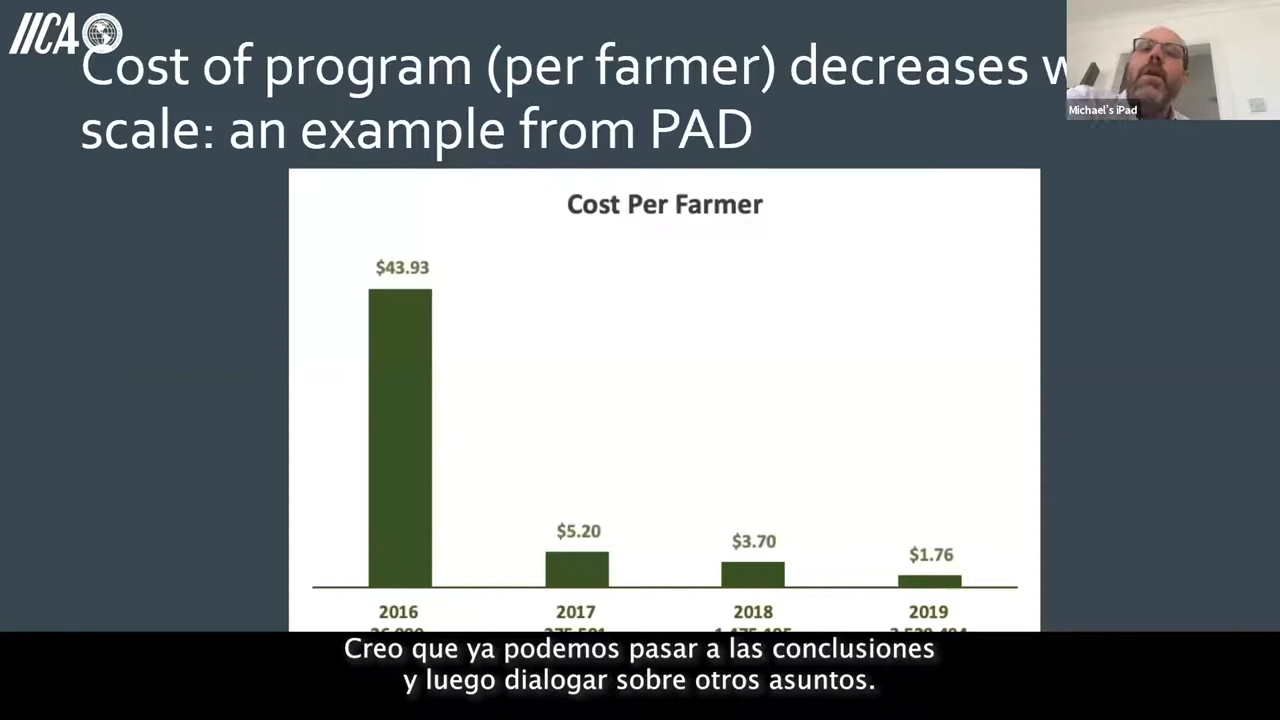 IICA
Cost of program (per farmer) decreases
scale: an example from PAD
Michael's iPad
Cost Per Farmer
$43.93
$5.20
$3.70
$1.76
2016 2017 2018 2019
Creo que ya podemos pasar a las conclusiones
y luego dialogar sobre otros asuntos.